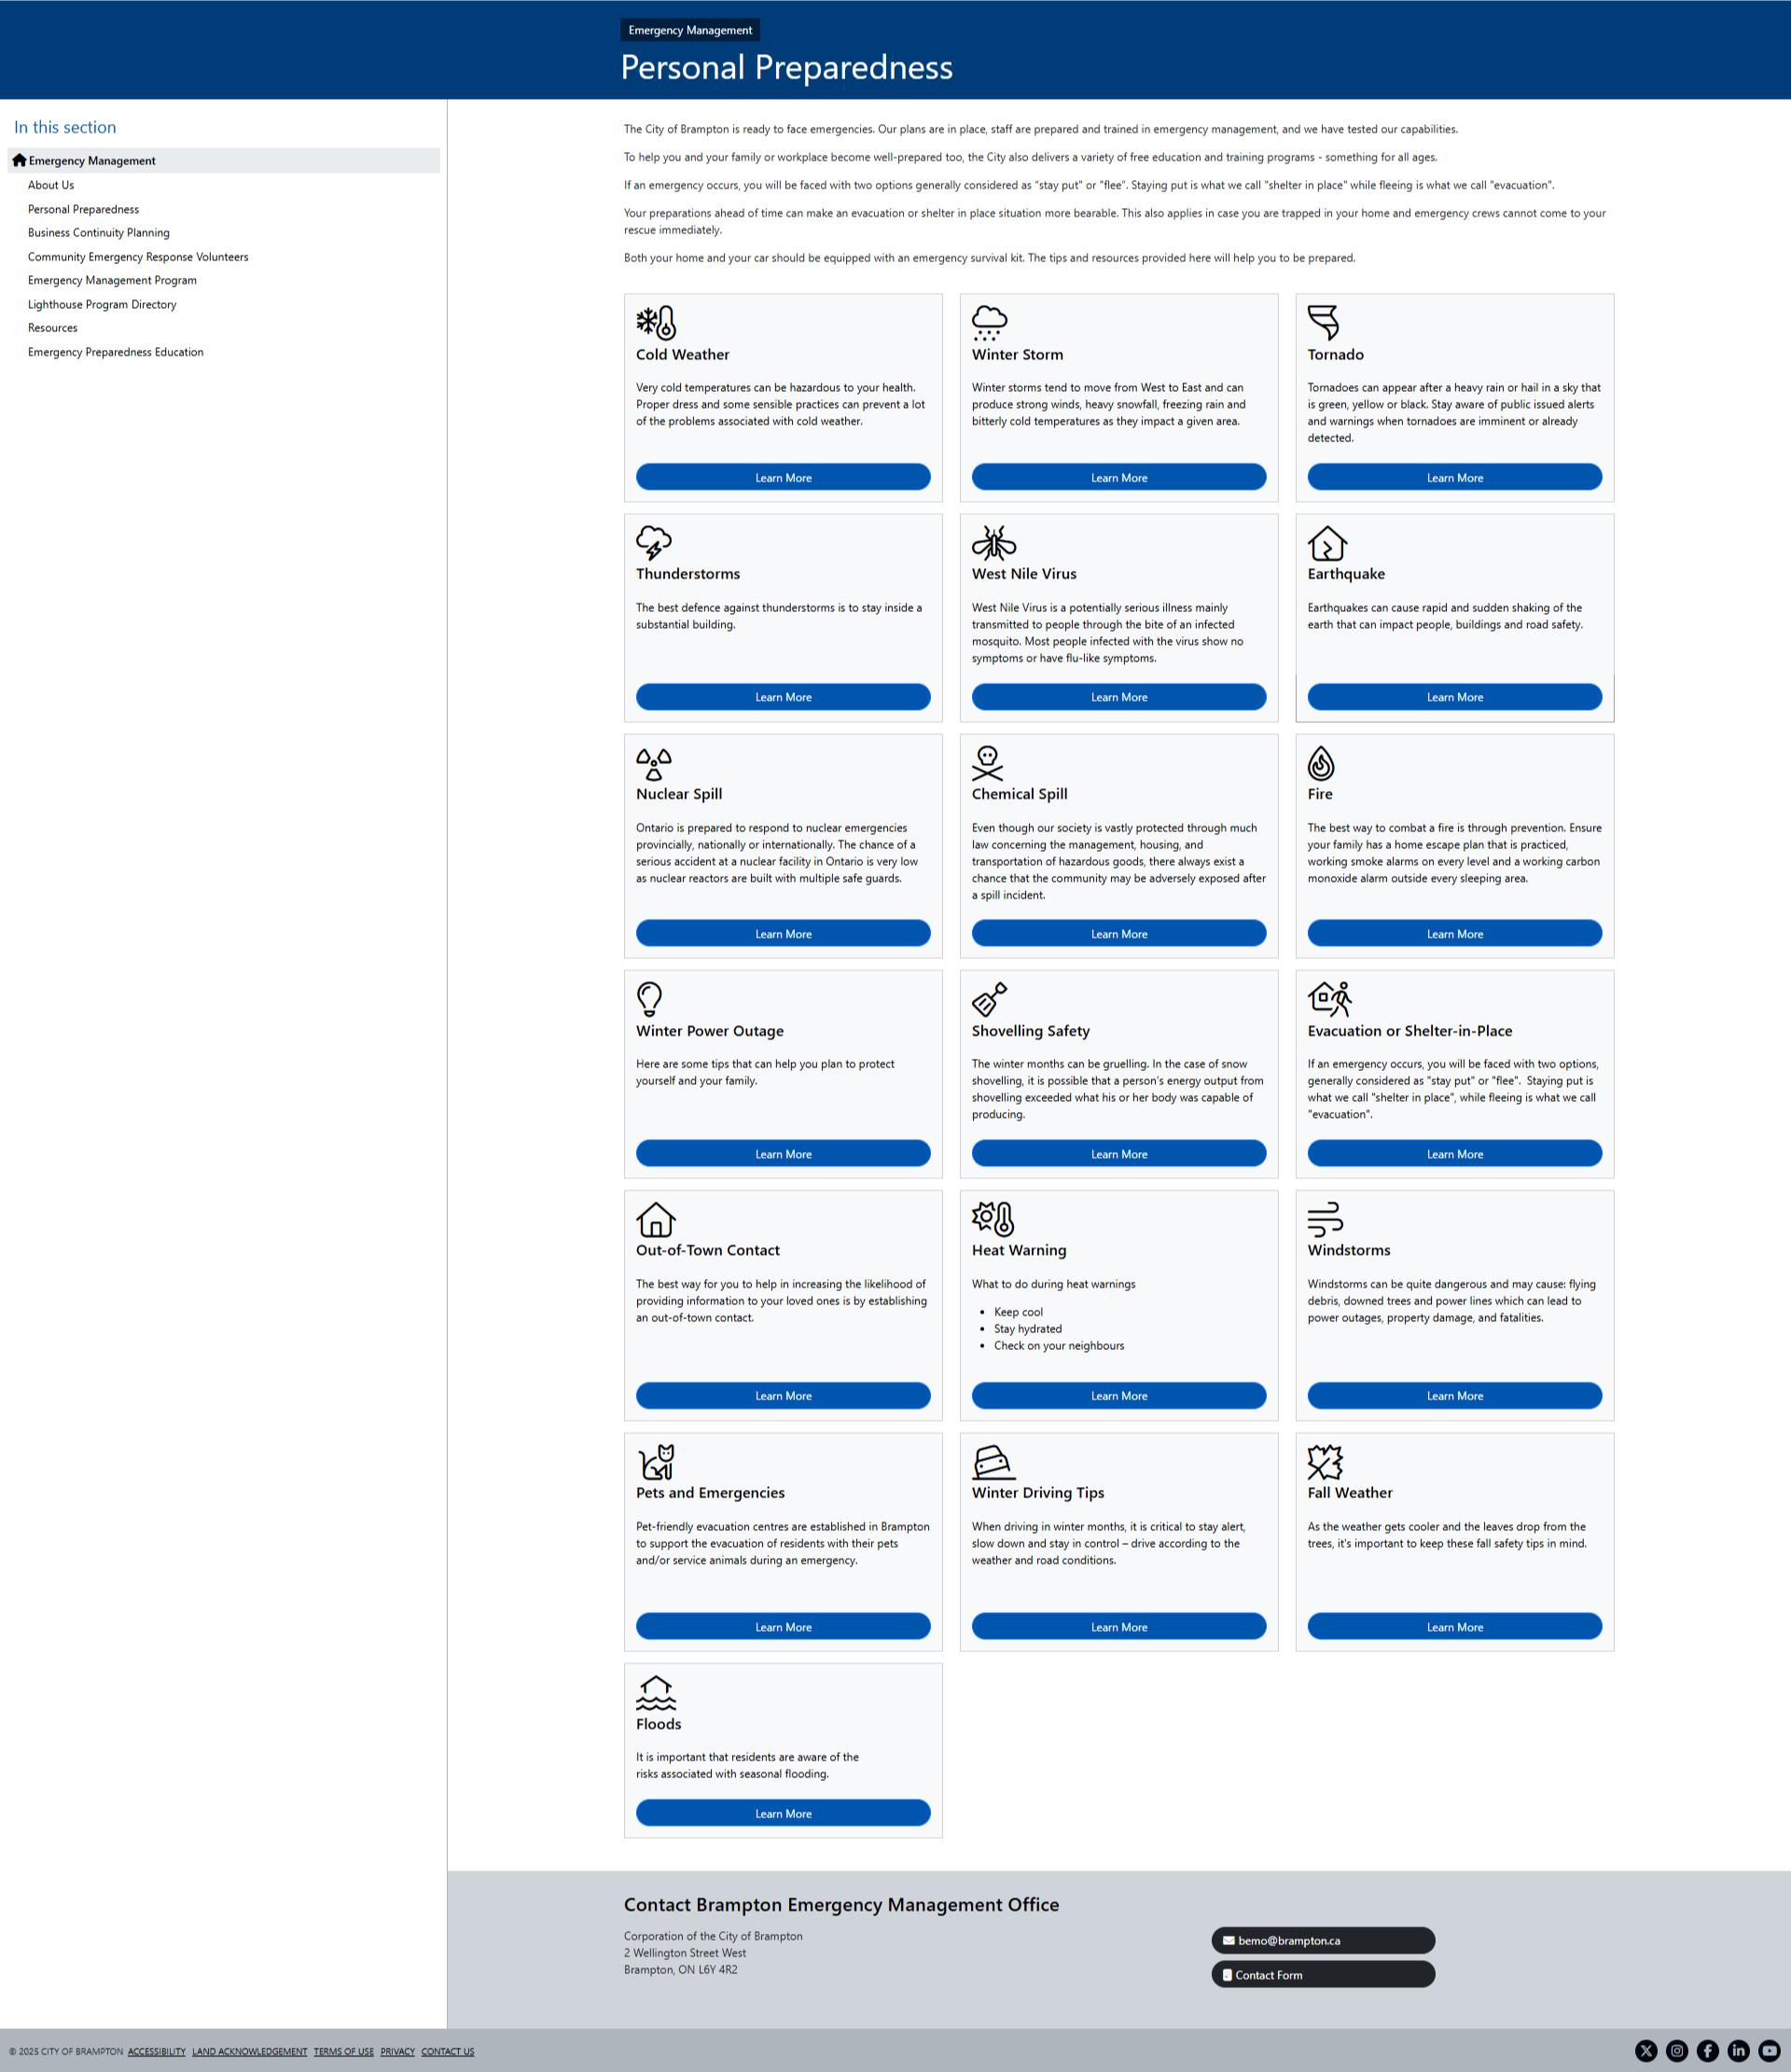 Emergency Management
Personal Preparedness
In this section
Emergency Management
About Us
Personal Preparedness
Business Continuity Planning
Community Emergency Response Volunteers
Emergency Management Program
Lighthouse Program Directory
Resources
Emergency Preparedness Education
The City of Brampton is ready to face emergencies. Our plans are in place, staff are prepared and trained in emergency management, and we have tested our capabilities.
To help you and your family or workplace become well-prepared too, the City also delivers a variety of free education and training programs - something for all ages.
If an emergency occurs, you will be faced with two options generally considered as "stay put" or "flee". Staying put is what we call "shelter in place" while fleeing is what we call "evacuation".
Your preparations ahead of time can make an evacuation or shelter in place situation more bearable. This also applies in case you are trapped in your home and emergency crews cannot come to your
rescue immediately.
Both your home and your car should be equipped with an emergency survival kit. The tips and resources provided here will help you to be prepared.
Cold Weather
Very cold temperatures can be hazardous to your health.
Proper dress and some sensible practices can prevent a lot
of the problems associated with cold weather.
Learn More
Winter Storm
Winter storms tend to move from West to East and can
produce strong winds, heavy snowfall, freezing rain and
bitterly cold temperatures as they impact a given area.
Learn More
Tornado
Tornadoes can appear after a heavy rain or hail in a sky that
is green, yellow or black. Stay aware of public issued alerts
and warnings when tornadoes are imminent or already
detected.
Learn More
Thunderstorms
The best defence against thunderstorms is to stay inside a
substantial building.
Learn More
West Nile Virus
West Nile Virus is a potentially serious illness mainly
transmitted to people through the bite of an infected
mosquito. Most people infected with the virus show no
symptoms or have flu-like symptoms.
Learn More
Earthquake
Earthquakes can cause rapid and sudden shaking of the
earth that can impact people, buildings and road safety.
Learn More
Nuclear Spill
Ontario is prepared to respond to nuclear emergencies
provincially, nationally or internationally. The chance of a
serious accident at a nuclear facility in Ontario is very low
as nuclear reactors are built with multiple safe guards.
Learn More
Chemical Spill
Even though our society is vastly protected through much
law concerning the management, housing, and
transportation of hazardous goods, there always exist a
chance that the community may be adversely exposed after
a spill incident.
Learn More
Fire
The best way to combat a fire is through prevention. Ensure
your family has a home escape plan that is practiced,
working smoke alarms on every level and a working carbon
monoxide alarm outside every sleeping area.
Learn More
Winter Power Outage
Here are some tips that can help you plan to protect
yourself and your family.
Learn More
Shovelling Safety
The winter months can be gruelling. In the case of snow
shovelling, it is possible that a person's energy output from
shovelling exceeded what his or her body was capable of
producing.
Learn More
Evacuation or Shelter-in-Place
If an emergency occurs, you will be faced with two options,
generally considered as "stay put" or "flee". Staying put is
what we call "shelter in place", while fleeing is what we call
"evacuation".
Learn More
Out-of-Town Contact
The best way for you to help in increasing the likelihood of
providing information to your loved ones is by establishing
an out-of-town contact.
Learn More
Heat Warning
What to do during heat warnings
• Keep cool
• Stay hydrated
• Check on your neighbours
Learn More
Windstorms
Windstorms can be quite dangerous and may cause: flying
debris, downed trees and power lines which can lead to
power outages, property damage, and fatalities.
Learn More
Pets and Emergencies
Pet-friendly evacuation centres are established in Brampton
to support the evacuation of residents with their pets
and/or service animals during an emergency.
Learn More
Winter Driving Tips
When driving in winter months, it is critical to stay alert,
slow down and stay in control – drive according to the
weather and road conditions.
Learn More
Fall Weather
As the weather gets cooler and the leaves drop from the
trees, it's important to keep these fall safety tips in mind.
Learn More
Floods
It is important that residents are aware of the
risks associated with seasonal flooding.
Learn More
Contact Brampton Emergency Management Office
Corporation of the City of Brampton
2 Wellington Street West
Brampton, ON L6Y 4R2
bemo@brampton.ca
Contact Form
© 2025 CITY OF BRAMPTON ACCESSIBILITY LAND ACKNOWLEDGEMENT TERMS OF USE PRIVACY CONTACT US